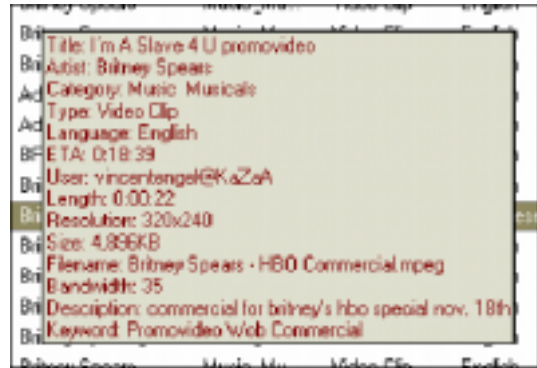 Title: I'm A Slave 4 U promovideo
Artist: Britney Spears
Category: Music Musicals
Type: Video Clip
Language: English
ETA: 0:18:39
User: vincentengel@KaZaA
Length: 0:00:22
Resolution: 320x240
Size: 4,896KB
Filename: Britney Spears - HBO Commercial.mpeg
Bandwidth: 35
Description: commercial for britney's hbo special nov. 18th
Keyword: Promovideo Wob Commercial